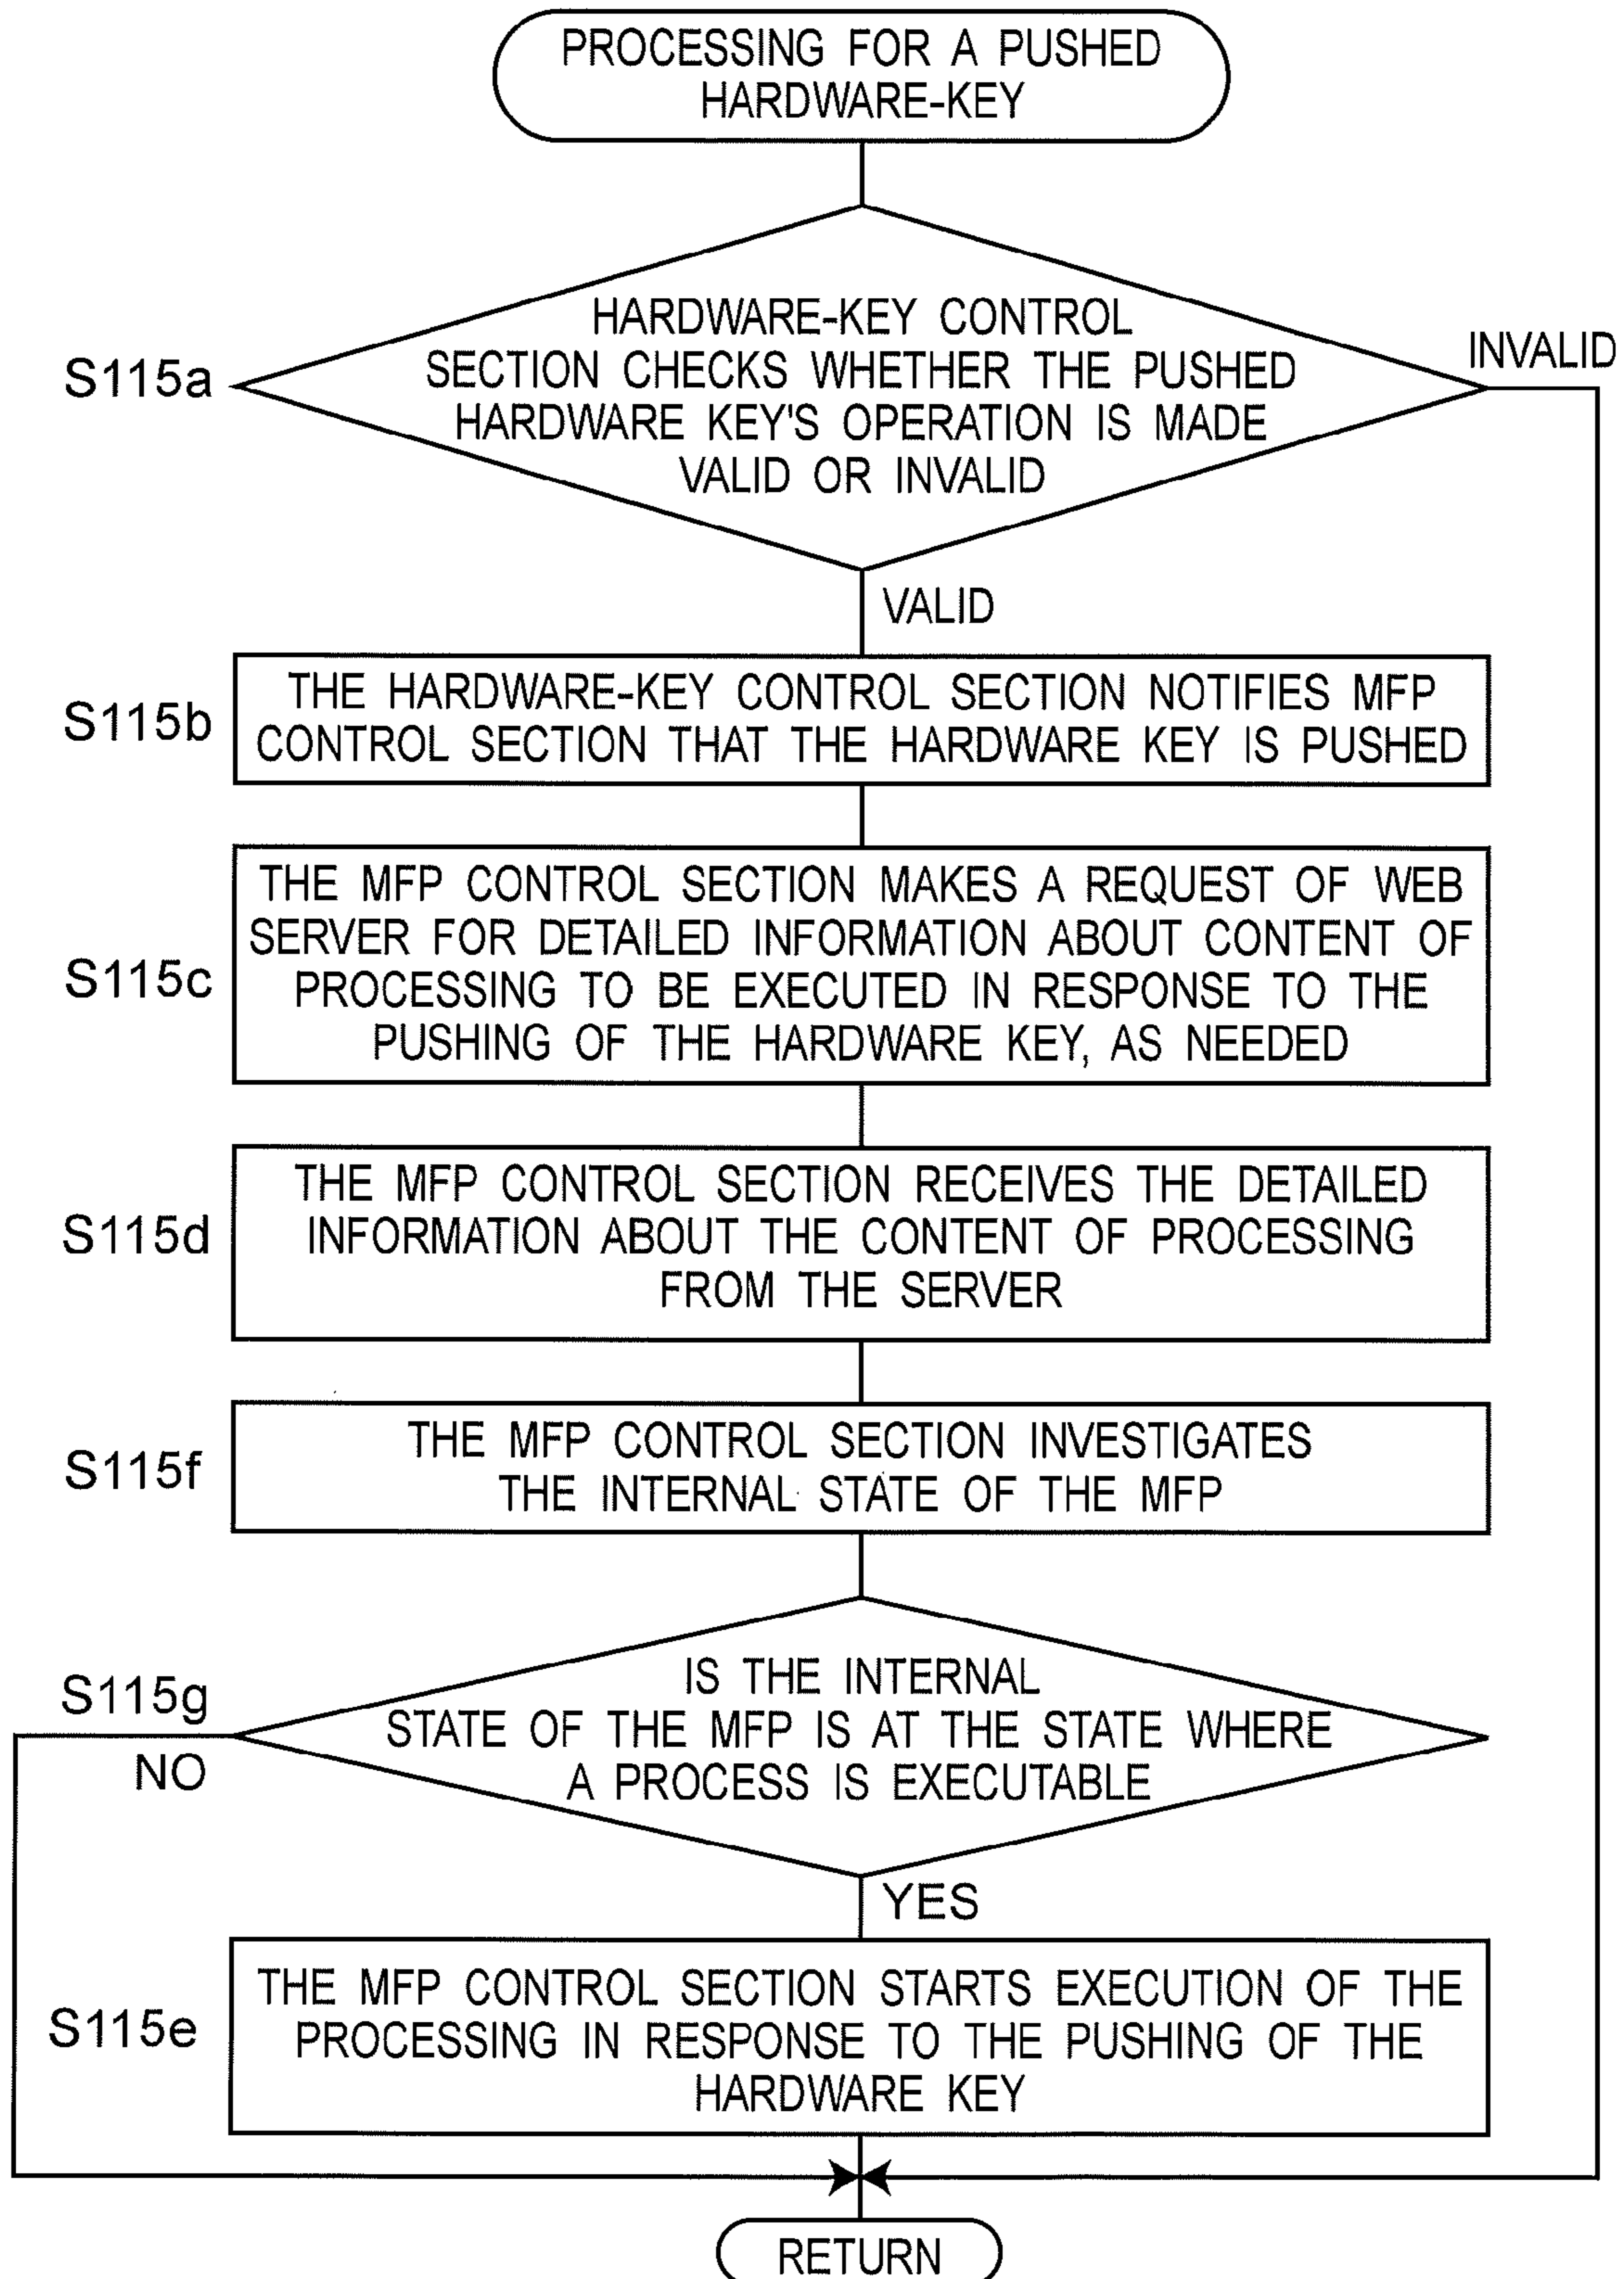 PROCESSING FOR A PUSHED
HARDWARE-KEY
HARDWARE-KEY CONTROL
SECTION CHECKS WHETHER THE PUSHED
HARDWARE KEY'S OPERATION IS MADE
VALID OR INVALID
S115a
INVALID
VALID
S115b
THE HARDWARE-KEY CONTROL SECTION NOTIFIES MFP
CONTROL SECTION THAT THE HARDWARE KEY IS PUSHED
S115c
THE MFP CONTROL SECTION MAKES A REQUEST OF WEB
SERVER FOR DETAILED INFORMATION ABOUT CONTENT OF
PROCESSING TO BE EXECUTED IN RESPONSE TO THE
PUSHING OF THE HARDWARE KEY, AS NEEDED
S115d
THE MFP CONTROL SECTION RECEIVES THE DETAILED
INFORMATION ABOUT THE CONTENT OF PROCESSING
FROM THE SERVER
S115f
THE MFP CONTROL SECTION INVESTIGATES
THE INTERNAL STATE OF THE MFP
S115g
NO
IS THE INTERNAL
STATE OF THE MFP IS AT THE STATE WHERE
A PROCESS IS EXECUTABLE
YES
S115e
THE MFP CONTROL SECTION STARTS EXECUTION OF THE
PROCESSING IN RESPONSE TO THE PUSHING OF THE
HARDWARE KEY
RETURN